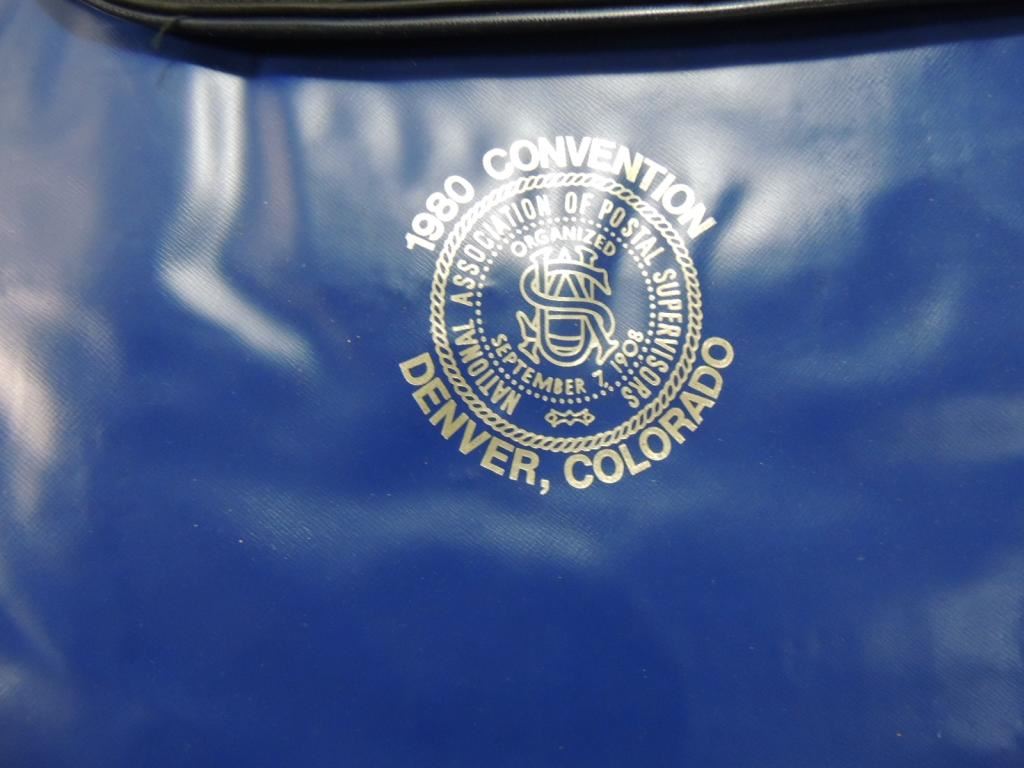 1980 CONVENTION
NATIONAL ASSOCIATION OF POSTAL SUPERVISORS
ORGANIZED
SEPTEMBER 7, 1908
DENVER, COLORADO